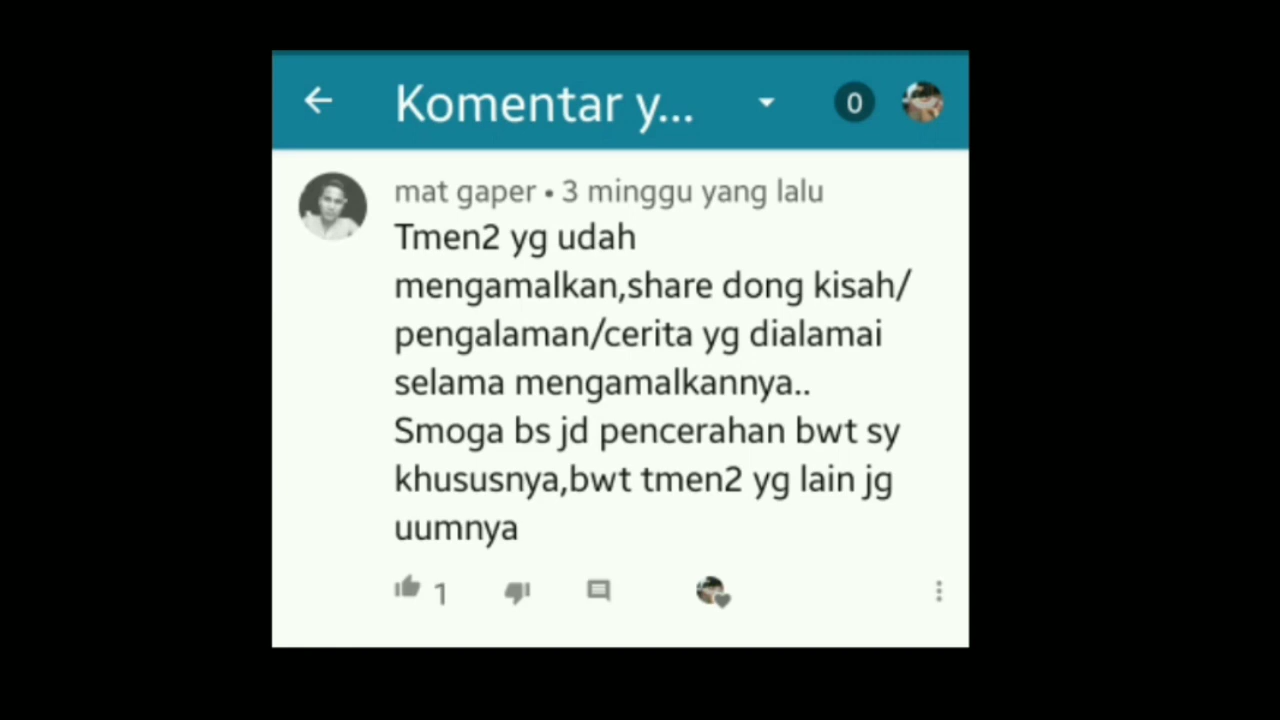 Komentar y...
0
mat gaper • 3 minggu yang lalu
Tmen2 yg udah
mengamalkan,share dong kisah/
pengalaman/cerita yg dialamai
selama mengamalkannya..
Smoga bs jd pencerahan bwt sy
khususnya,bwt tmen2 yg lain jg
uumnya
1